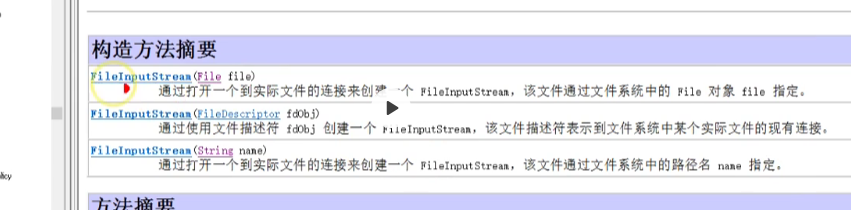 构造方法摘要
FileInputStream(File file)
通过打开一个到实际文件的连接来创建一个 FileInputStream，该文件通过文件系统中的 File 对象 file 指定。
FileInputStream(FileDescriptor fdObj)
通过使用文件描述符 fdObj 创建一个 FileInputStream，该文件描述符表示到文件系统中某个实际文件的现有连接。
FileInputStream(String name)
通过打开一个到实际文件的连接来创建一个 FileInputStream，该文件通过文件系统中的路径名 name 指定。
方法摘要